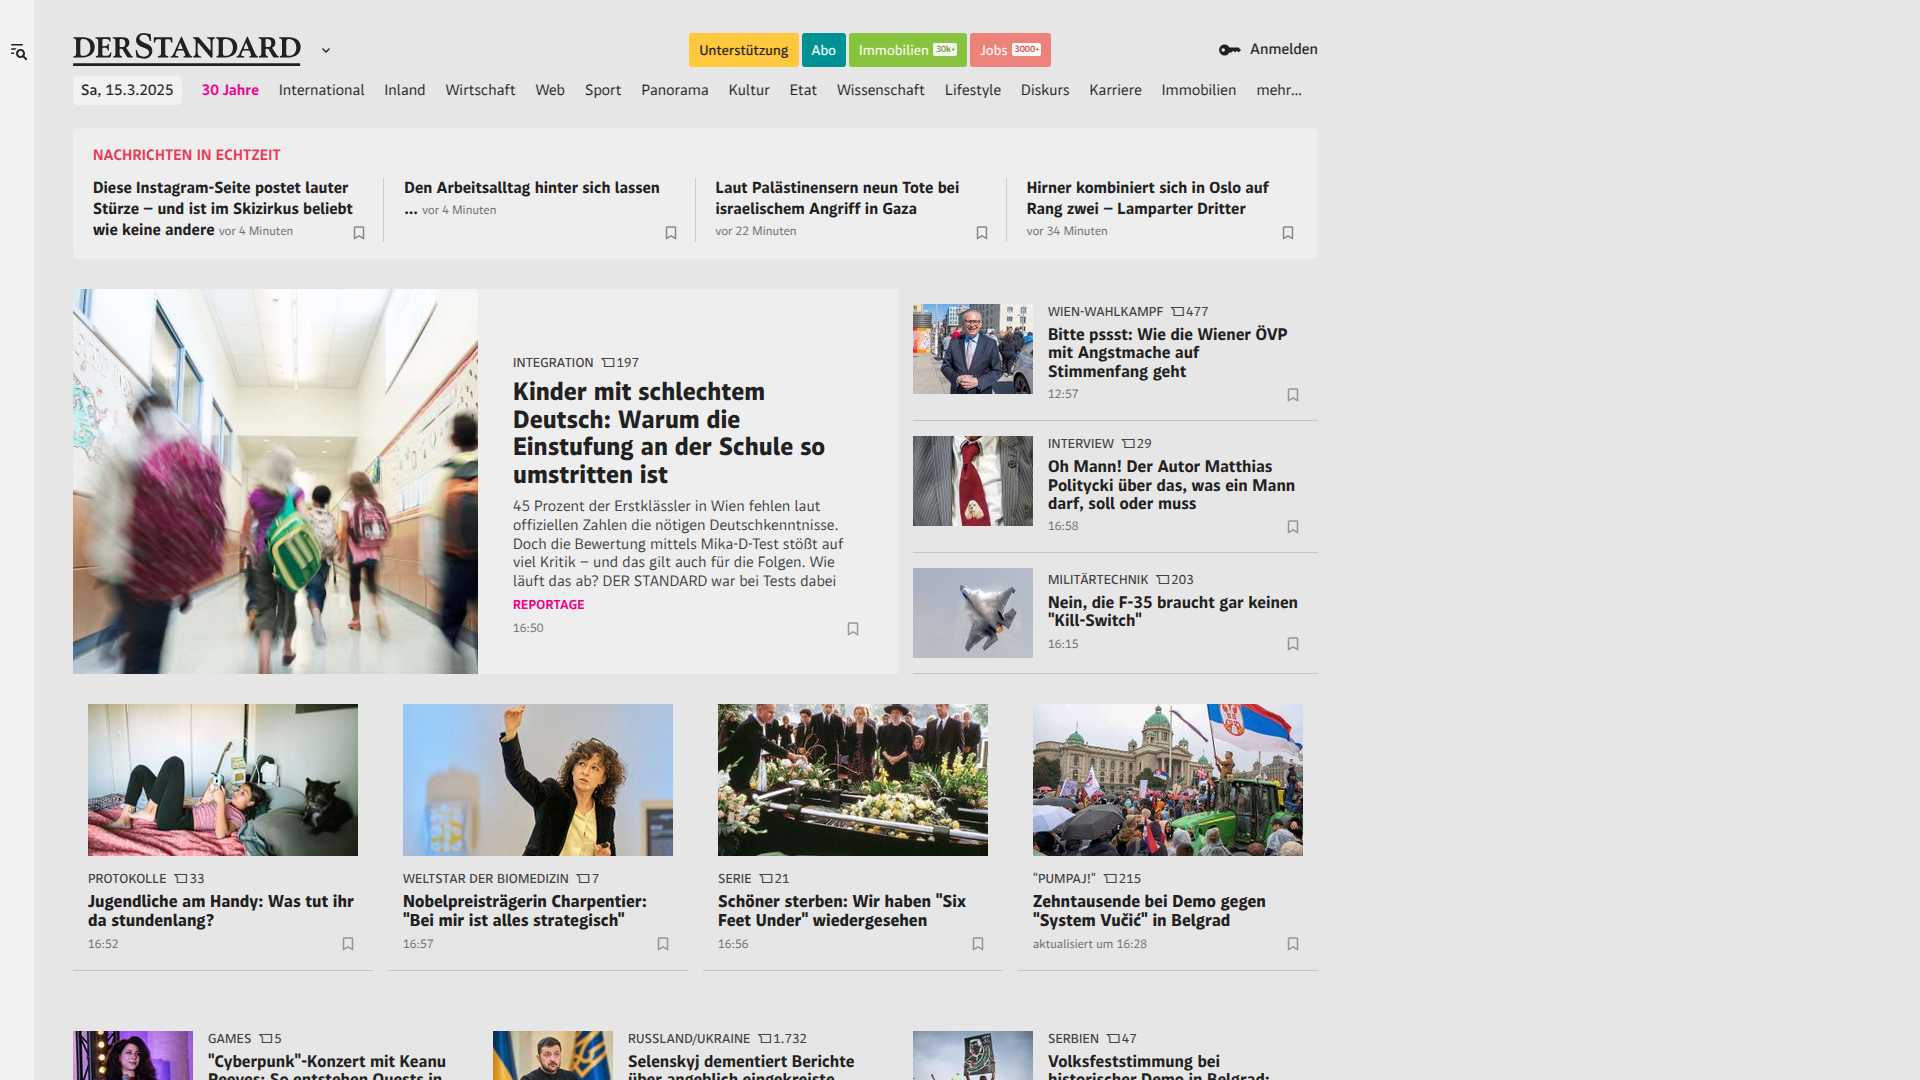 DERSTANDARD
Unterstützung
Abo
Immobilien 30k+
Jobs 3000+
Anmelden
Sa, 15.3.2025
30 Jahre
International
Inland
Wirtschaft
Web
Sport
Panorama
Kultur
Etat
Wissenschaft
Lifestyle
Diskurs
Karriere
Immobilien
mehr...
NACHRICHTEN IN ECHTZEIT
Diese Instagram-Seite postet lauter
Stürze – und ist im Skizirkus beliebt
wie keine andere vor 4 Minuten
Den Arbeitsalltag hinter sich lassen
... vor 4 Minuten
Laut Palästinensern neun Tote bei
israelischem Angriff in Gaza
vor 22 Minuten
Hirner kombiniert sich in Oslo auf
Rang zwei – Lamparter Dritter
vor 34 Minuten
INTEGRATION 197
Kinder mit schlechtem
Deutsch: Warum die
Einstufung an der Schule so
umstritten ist
45 Prozent der Erstklässler in Wien fehlen laut
offiziellen Zahlen die nötigen Deutschkenntnisse.
Doch die Bewertung mittels Mika-D-Test stößt auf
viel Kritik – und das gilt auch für die Folgen. Wie
läuft das ab? DER STANDARD war bei Tests dabei
REPORTAGE
16:50
WIEN-WAHLKAMPF 477
Bitte pssst: Wie die Wiener ÖVP
mit Angstmache auf
Stimmenfang geht
12:57
INTERVIEW 29
Oh Mann! Der Autor Matthias
Politycki über das, was ein Mann
darf, soll oder muss
16:58
MILITÄRTECHNIK 203
Nein, die F-35 braucht gar keinen
"Kill-Switch"
16:15
PROTOKOLLE 33
Jugendliche am Handy: Was tut ihr
da stundenlang?
16:52
WELTSTAR DER BIOMEDIZIN 7
Nobelpreisträgerin Charpentier:
"Bei mir ist alles strategisch"
16:57
SERIE 21
Schöner sterben: Wir haben "Six
Feet Under" wiedergesehen
16:56
"PUMPAJ!" 215
Zehntausende bei Demo gegen
"System Vučić" in Belgrad
aktualisiert um 16:28
GAMES 5
"Cyberpunk"-Konzert mit Keanu
Reeves: So entstehen Quests in
RUSSLAND/UKRAINE 1.732
Selenskyj dementiert Berichte
über angeblich eingekreiste
SERBIEN 47
Volksfeststimmung bei
historischer Demo in Belgrad: